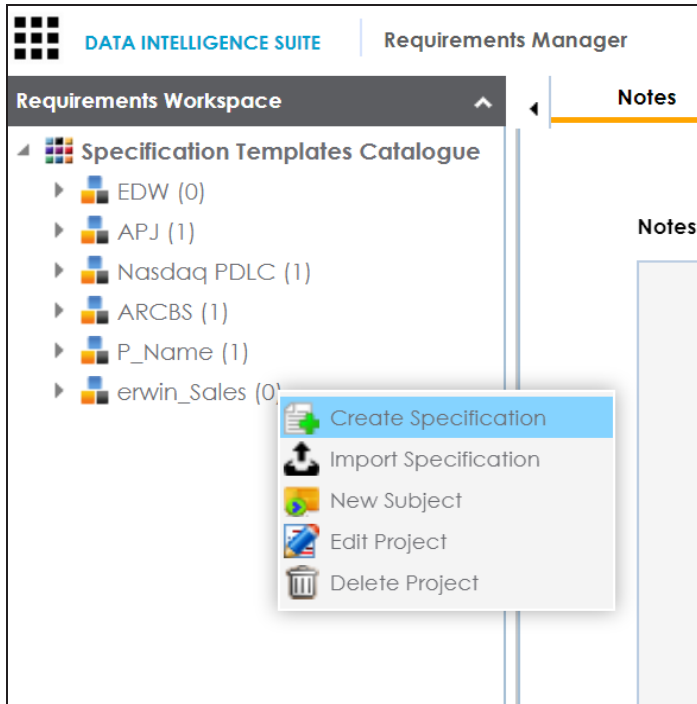 DATA INTELLIGENCE SUITE
Requirements Manager
Requirements Workspace
Notes
Specification Templates Catalogue
EDW (0)
APJ (1)
Notes
Nasdaq PDLC (1)
ARCBS (1)
P_Name (1)
erwin_Sales (0)
Create Specification
Import Specification
New Subject
Edit Project
Delete Project